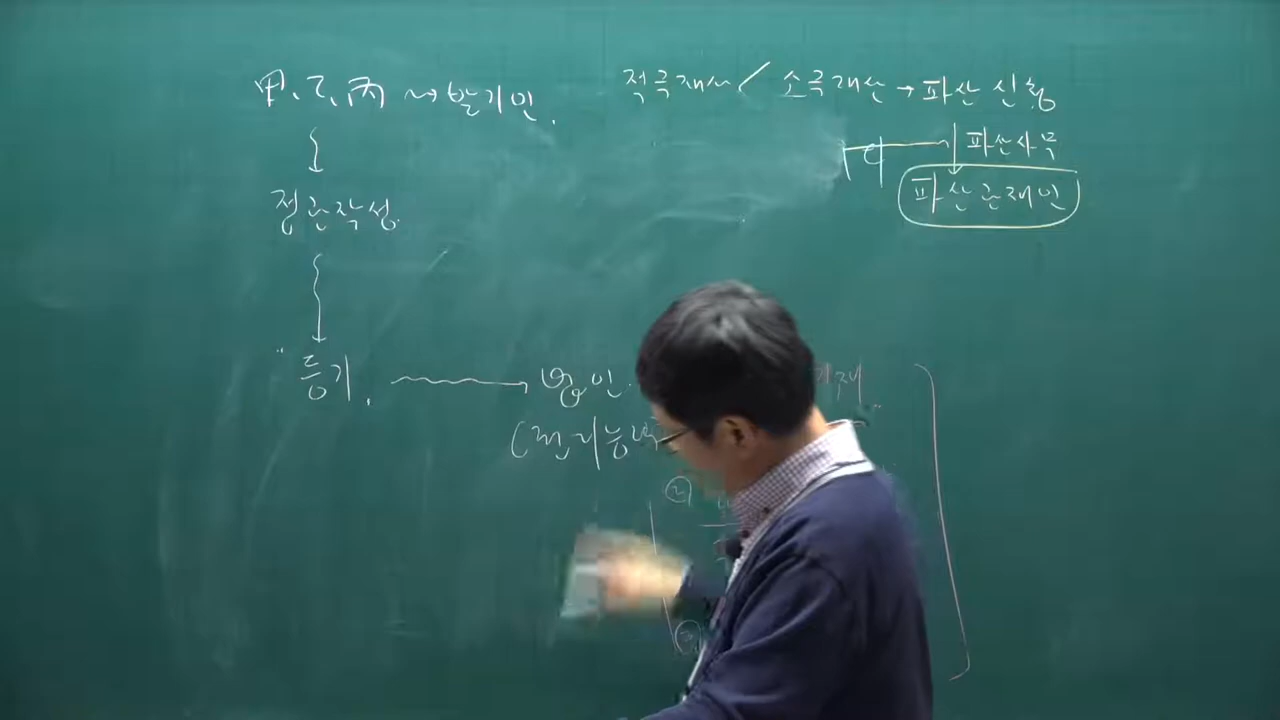 甲, 乙, 丙 → 발기인.
정관작성.
"등기. → 법인.
(권리능력
②
③
적극재산 / 소극재산 → 파산 신청
파산사무
파산관재인